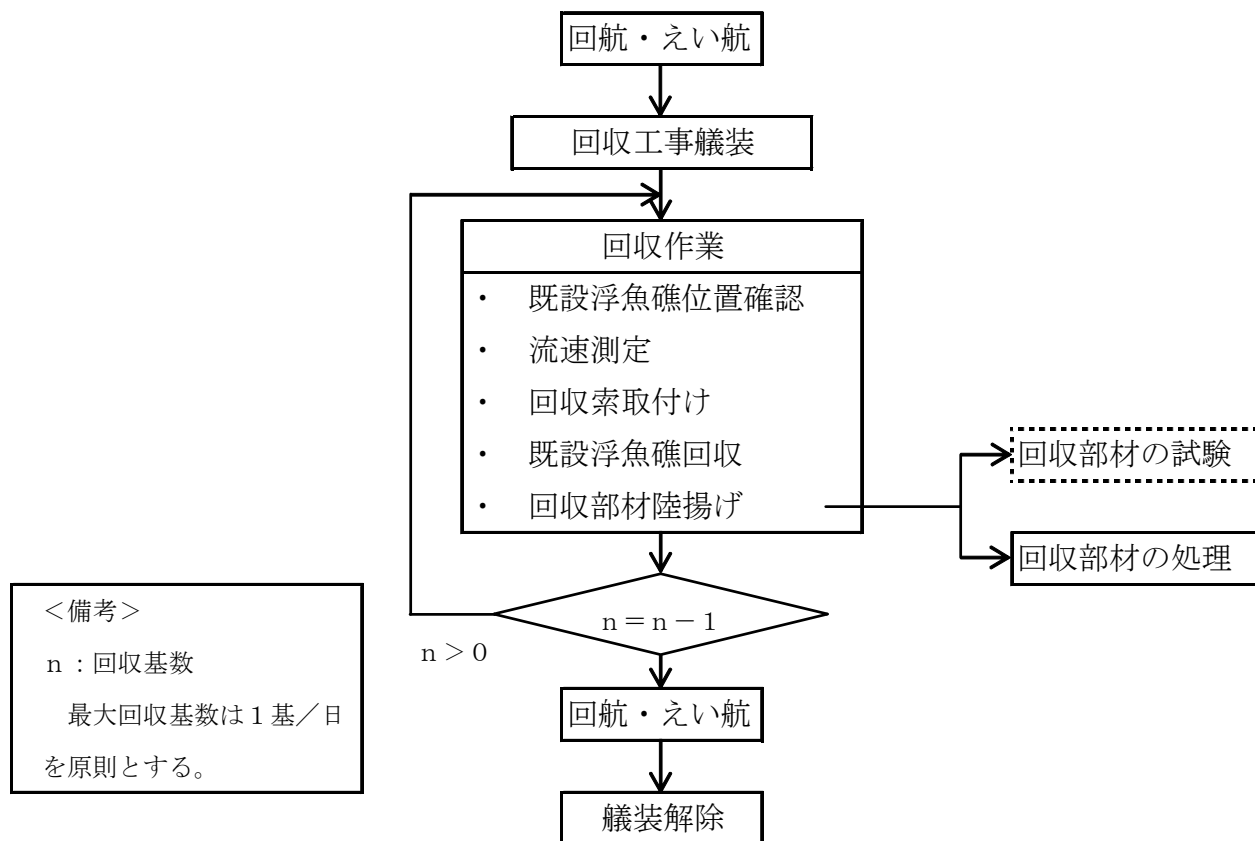 回航・えい航
回収工事艤装
回収作業
・ 既設浮魚礁位置確認
・ 流速測定
・ 回収索取付け
・ 既設浮魚礁回収
・ 回収部材陸揚げ
回収部材の試験
回収部材の処理
n=n-1
n>0
回航・えい航
艤装解除
<備考>
n:回収基数
最大回収基数は1基/日
を原則とする。